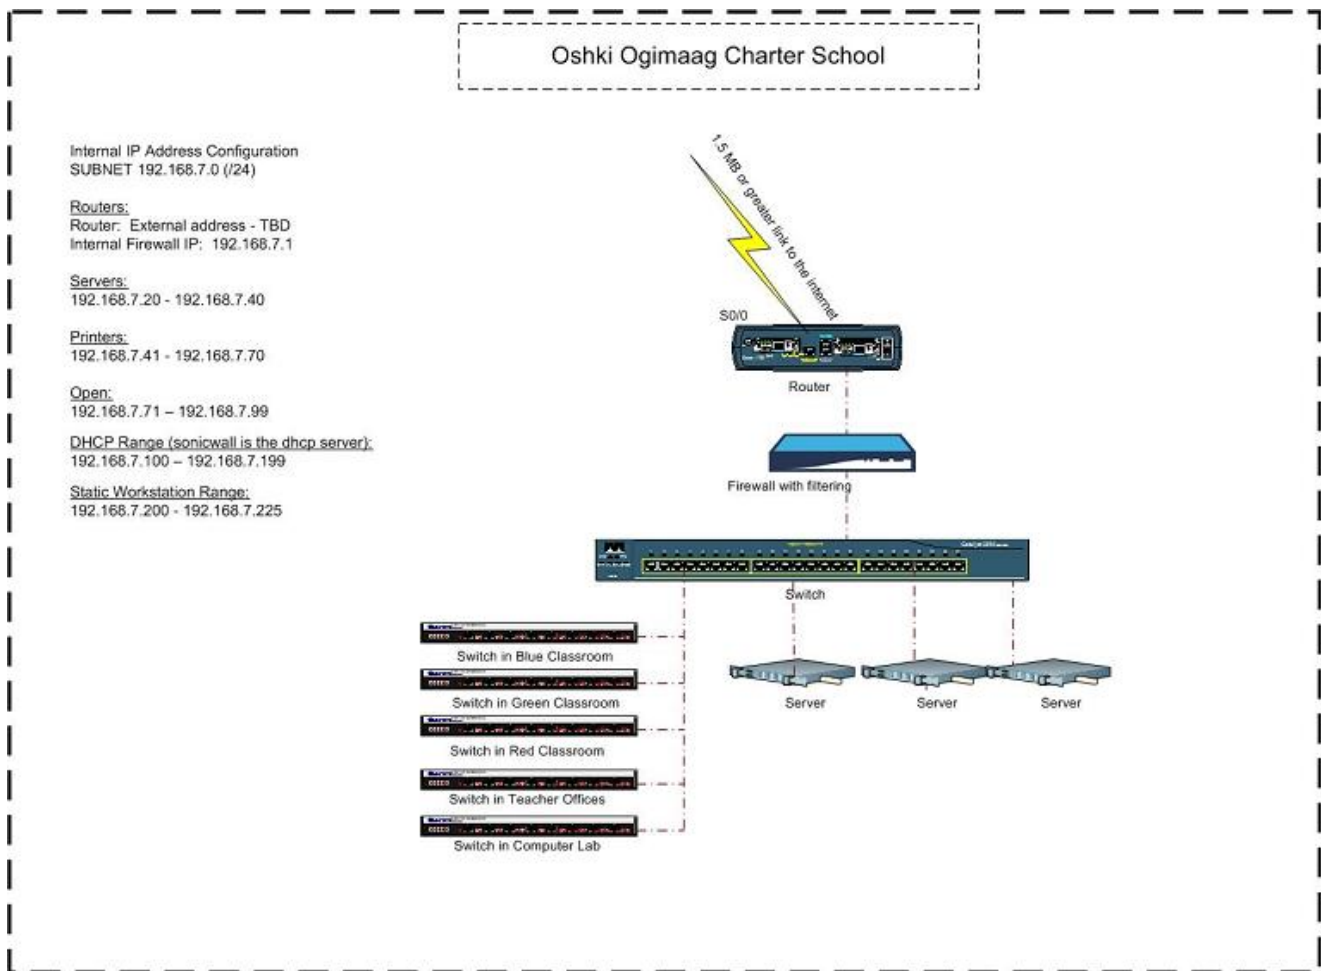 Oshki Ogimaag Charter School
Internal IP Address Configuration
SUBNET 192.168.7.0 (/24)
Routers:
Router: External address - TBD
Internal Firewall IP: 192.168.7.1
Servers:
192.168.7.20 - 192.168.7.40
Printers:
192.168.7.41 - 192.168.7.70
Open:
192.168.7.71 – 192.168.7.99
DHCP Range (sonicwall is the dhcp server):
192.168.7.100 – 192.168.7.199
Static Workstation Range:
192.168.7.200 - 192.168.7.225
1.5 MB or greater link to the internet
S0/0
Router
Firewall with filtering
Switch
Switch in Blue Classroom
Switch in Green Classroom
Switch in Red Classroom
Switch in Teacher Offices
Switch in Computer Lab
Server
Server
Server